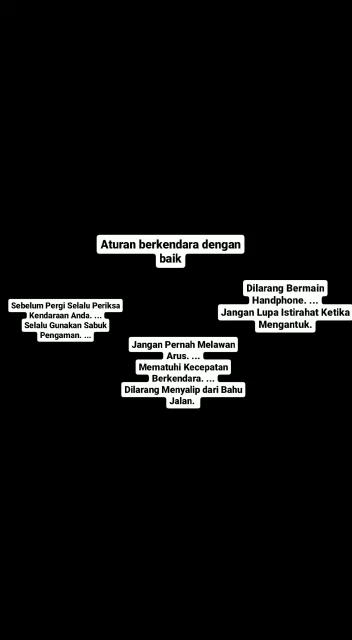 Aturan berkendara dengan
baik
Sebelum Pergi Selalu Periksa
Kendaraan Anda. ...
Selalu Gunakan Sabuk
Pengaman. ...
Jangan Pernah Melawan
Arus. ...
Mematuhi Kecepatan
Berkendara. ...
Dilarang Menyalip dari Bahu
Jalan.
Dilarang Bermain
Handphone. ...
Jangan Lupa Istirahat Ketika
Mengantuk.